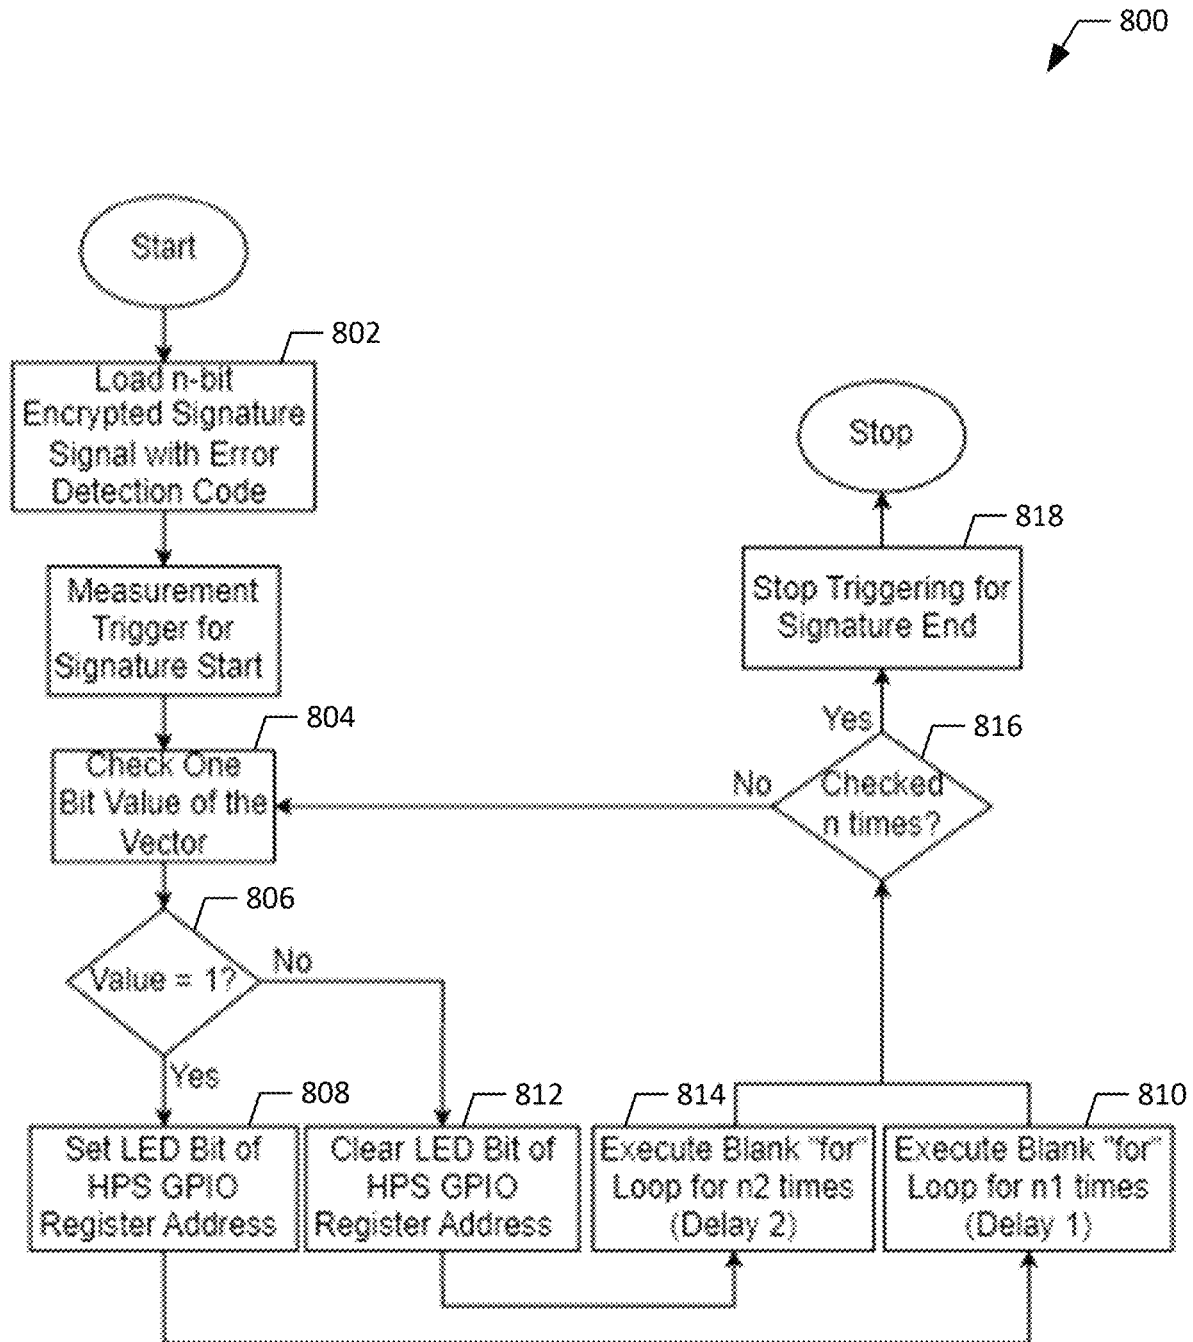 800
Start
802
Load n-bit
Encrypted Signature
Signal with Error
Detection Code
Measurement
Trigger for
Signature Start
804
Check One
Bit Value of the
Vector
806
Value = 1?
No
Yes
808
Set LED Bit of
HPS GPIO
Register Address
812
Clear LED Bit of
HPS GPIO
Register Address
814
Execute Blank "for"
Loop for n2 times
(Delay 2)
810
Execute Blank "for"
Loop for n1 times
(Delay 1)
816
Checked
n times?
No
Yes
818
Stop Triggering for
Signature End
Stop